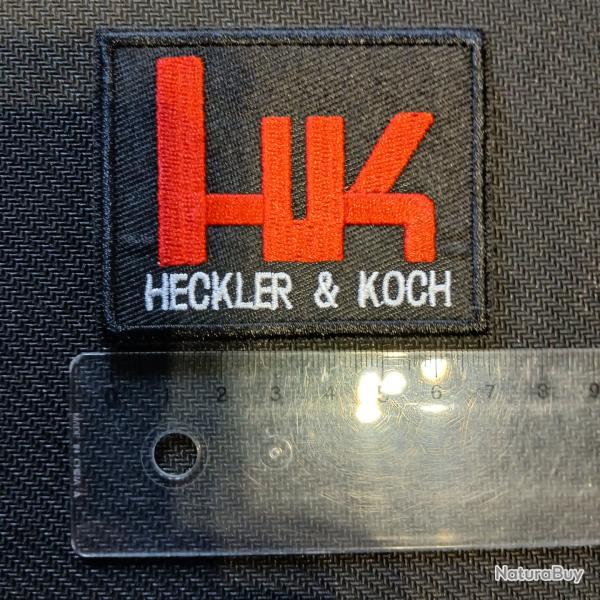 HK
HECKLER & KOCH
0 1 2 3 4 5 6 7 8 9
NaturaBuy